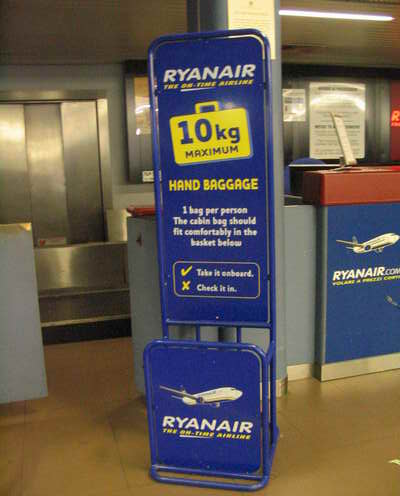 RYANAIR
THE ON-TIME AIRLINE
10kg
MAXIMUM
HAND BAGGAGE
1 bag per person
The cabin bag should
fit comfortably in the
basket below
✓ Take it onboard.
✗ Check it in.
RYANAIR
THE ON-TIME AIRLINE
RYANAIR.COM
VOLARE A PREZZI